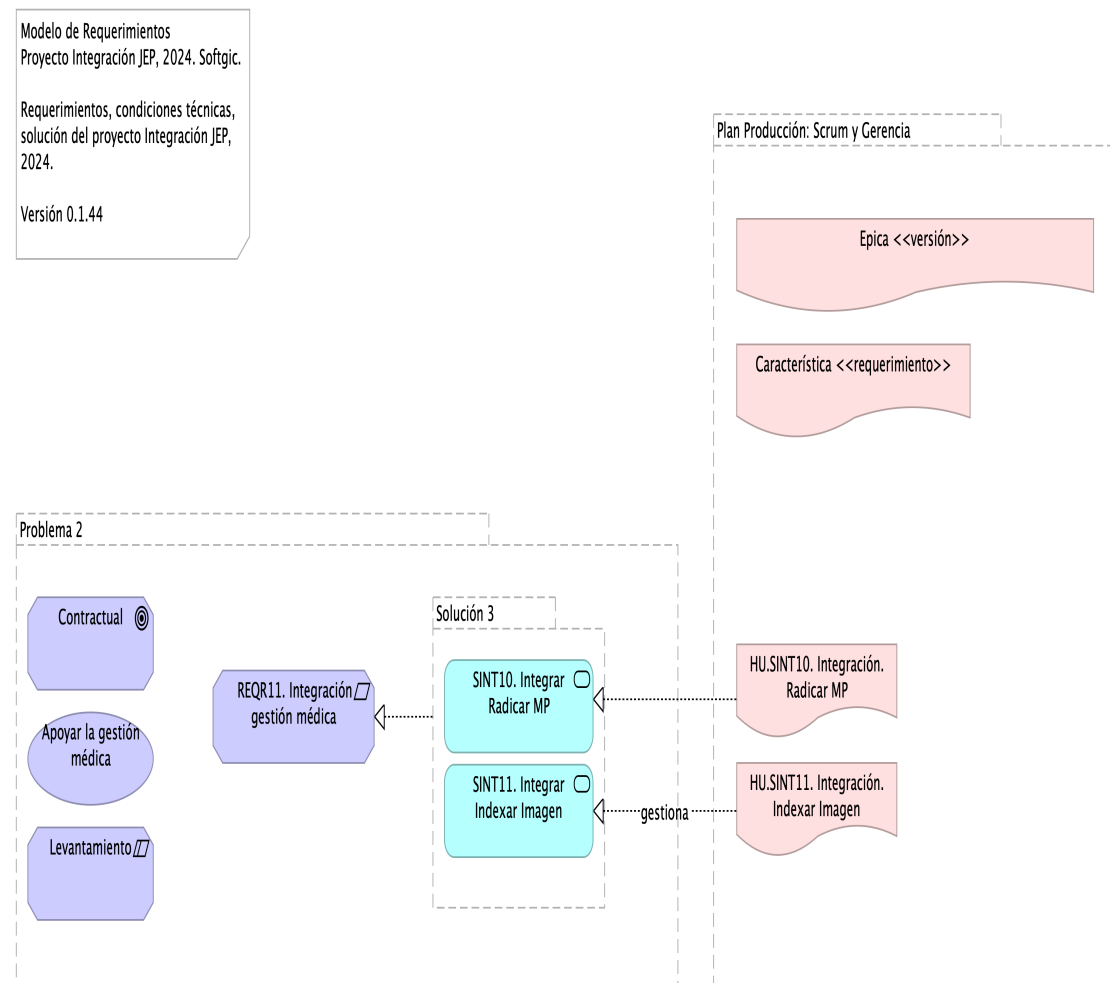 Modelo de Requerimientos
Proyecto Integración JEP, 2024. Softgic.
Requerimientos, condiciones técnicas,
solución del proyecto Integración JEP,
2024.
Versión 0.1.44
Plan Producción: Scrum y Gerencia
Epica <<versión>>
Característica <<requerimiento>>
Problema 2
Contractual
Apoyar la gestión
médica
Levantamiento
REQR11. Integración
gestión médica
Solución 3
SINT10. Integrar
Radicar MP
SINT11. Integrar
Indexar Imagen
gestiona
HU.SINT10. Integración.
Radicar MP
HU.SINT11. Integración.
Indexar Imagen